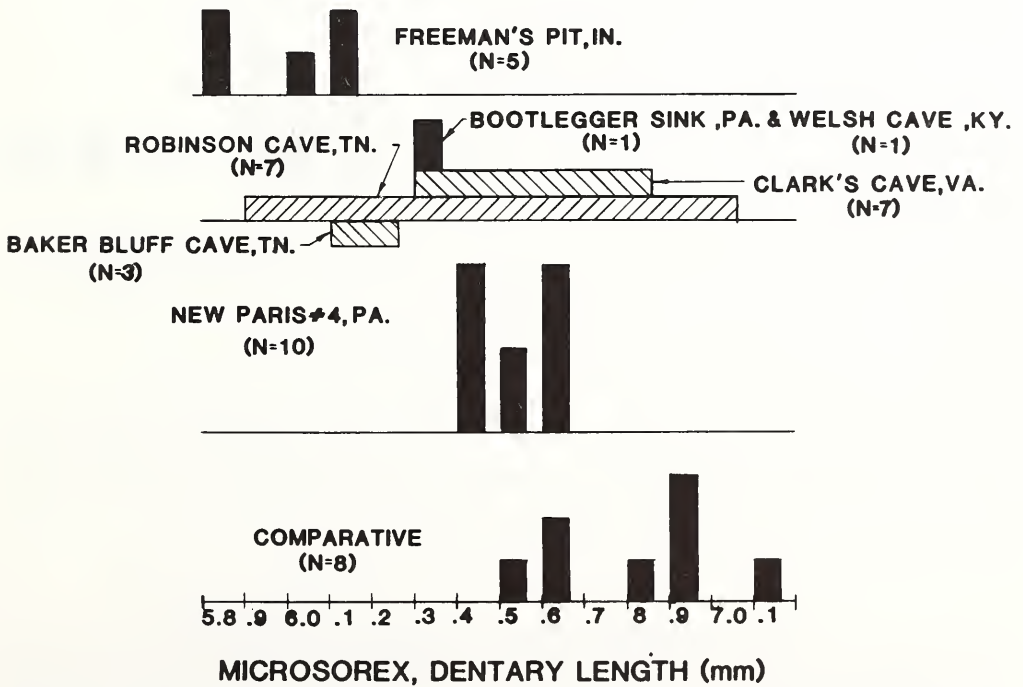 FREEMAN'S PIT, IN.
(N=5)
BOOTLEGGER SINK, PA. & WELSH CAVE, KY.
(N=1) (N=1)
ROBINSON CAVE, TN.
(N=7)
CLARK'S CAVE, VA.
(N=7)
BAKER BLUFF CAVE, TN.
(N=3)
NEW PARIS #4, PA.
(N=10)
COMPARATIVE
(N=8)
5.8 .9 6.0 .1 .2 .3 .4 .5 .6 .7 8 .9 7.0 .1
MICROSOREX, DENTARY LENGTH (mm)